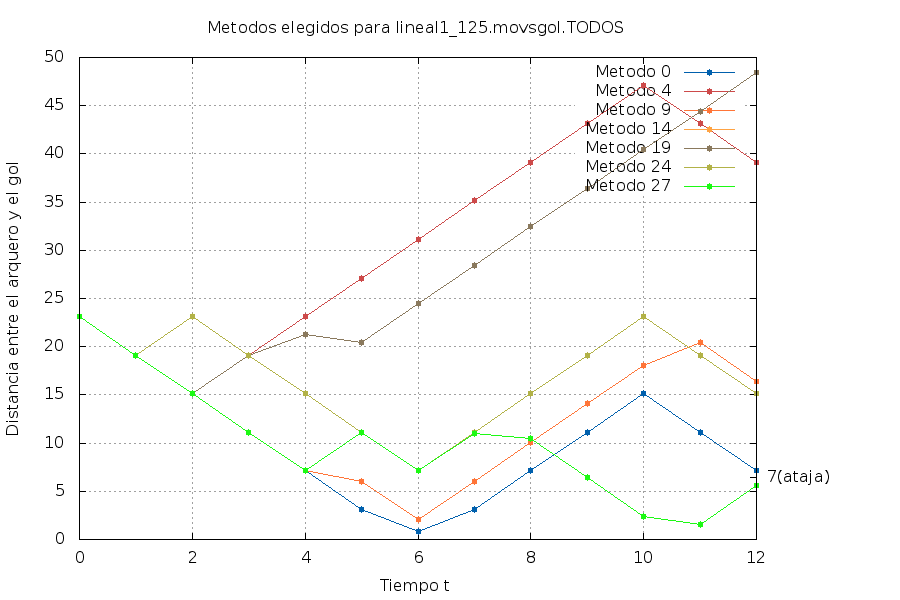 Metodos elegidos para lineal1_125.movsgol.TODOS
50
45
40
35
30
25
20
15
10
5
0
Distancia entre el arquero y el gol
Metodo 0
Metodo 4
Metodo 9
Metodo 14
Metodo 19
Metodo 24
Metodo 27
7(ataja)
0 2 4 6 8 10 12
Tiempo t